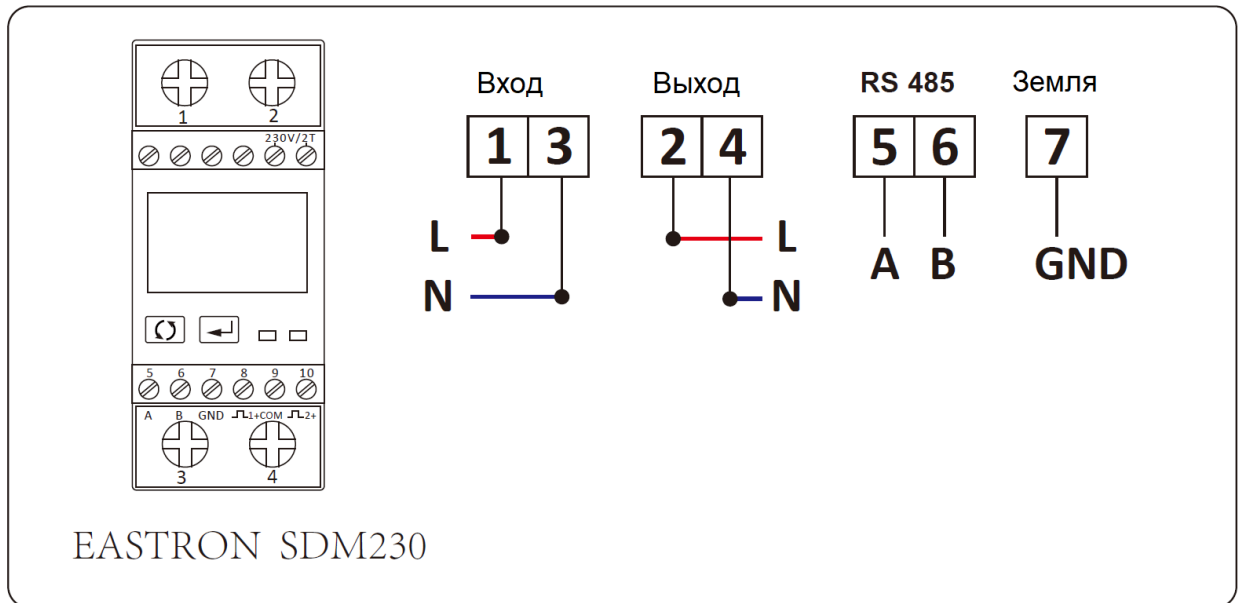 1 2
230V/2T
5 6 7 8 9 10
A B GND 1+COM 2+
3 4
EASTRON SDM230
Вход
1 3
L
N
Выход
2 4
L
N
RS 485
5 6
A B
Земля
7
GND